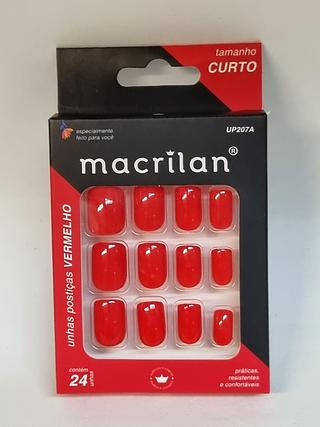 tamanho
CURTO
especialmente
feito para você
UP207A
macrilan®
unhas postiças VERMELHO
contém
24 unhas
práticas,
resistentes
e confortáveis